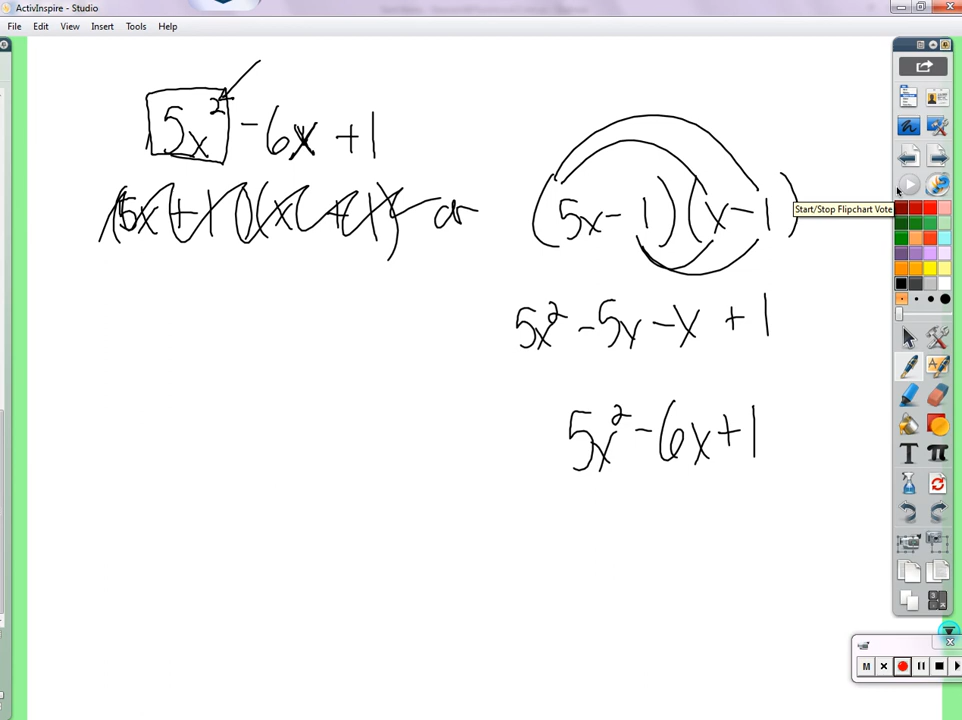 ActivInspire - Studio
File Edit View Insert Tools Help
5x² - 6x + 1
(5x + 1)(x + 1) or
(5x - 1)(x - 1)
Start/Stop Flipchart Vote
5x² - 5x - x + 1
5x² - 6x + 1
M